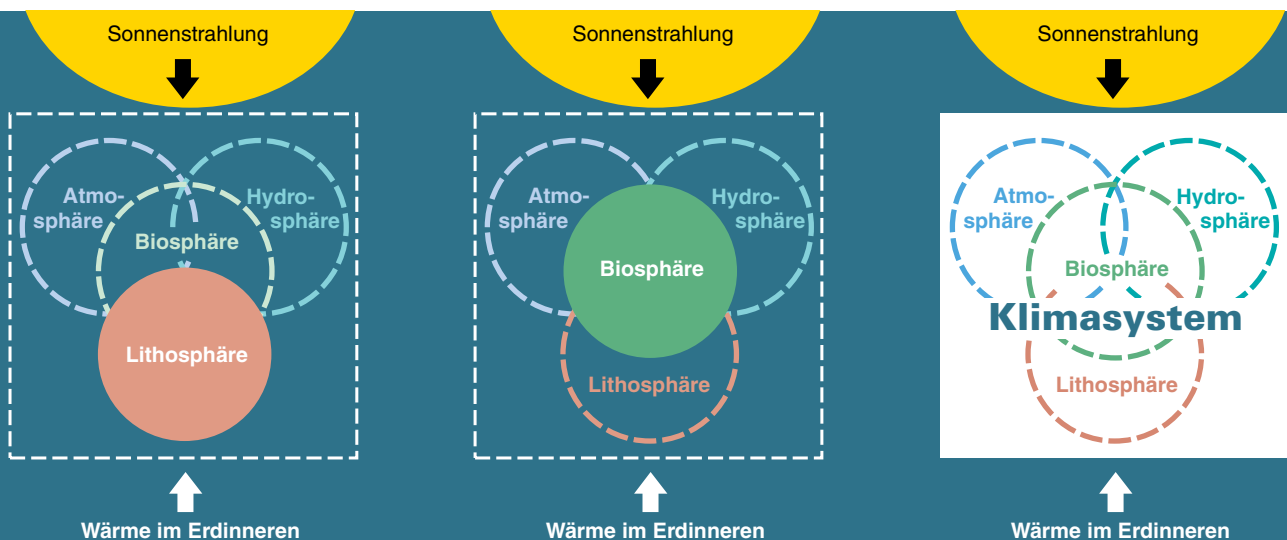 Sonnenstrahlung
Atmo-
sphäre
Hydro-
sphäre
Biosphäre
Lithosphäre
Wärme im Erdinneren
Sonnenstrahlung
Atmo-
sphäre
Hydro-
sphäre
Biosphäre
Lithosphäre
Wärme im Erdinneren
Sonnenstrahlung
Atmo-
sphäre
Hydro-
sphäre
Biosphäre
Klimasystem
Lithosphäre
Wärme im Erdinneren